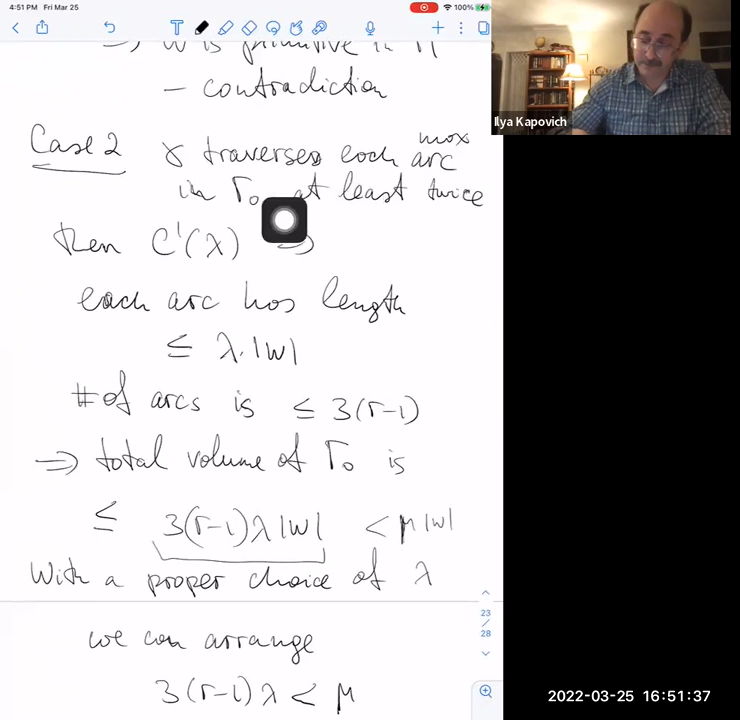 4:51 PM Fri Mar 25
100%
is primitive in
- contradiction
Ilya Kapovich
Case 2 γ traverses each max arc
in Γ₀ at least twice
then C'(λ) ⇒
each arc has length
≤ λ·|w|
# of arcs is ≤ 3(r-1)
⇒ total volume of Γ₀ is
≤ 3(r-1)λ|w| < μ|w|
With a proper choice of λ
we can arrange
3(r-1)λ < μ
23
/
28
2022-03-25 16:51:37